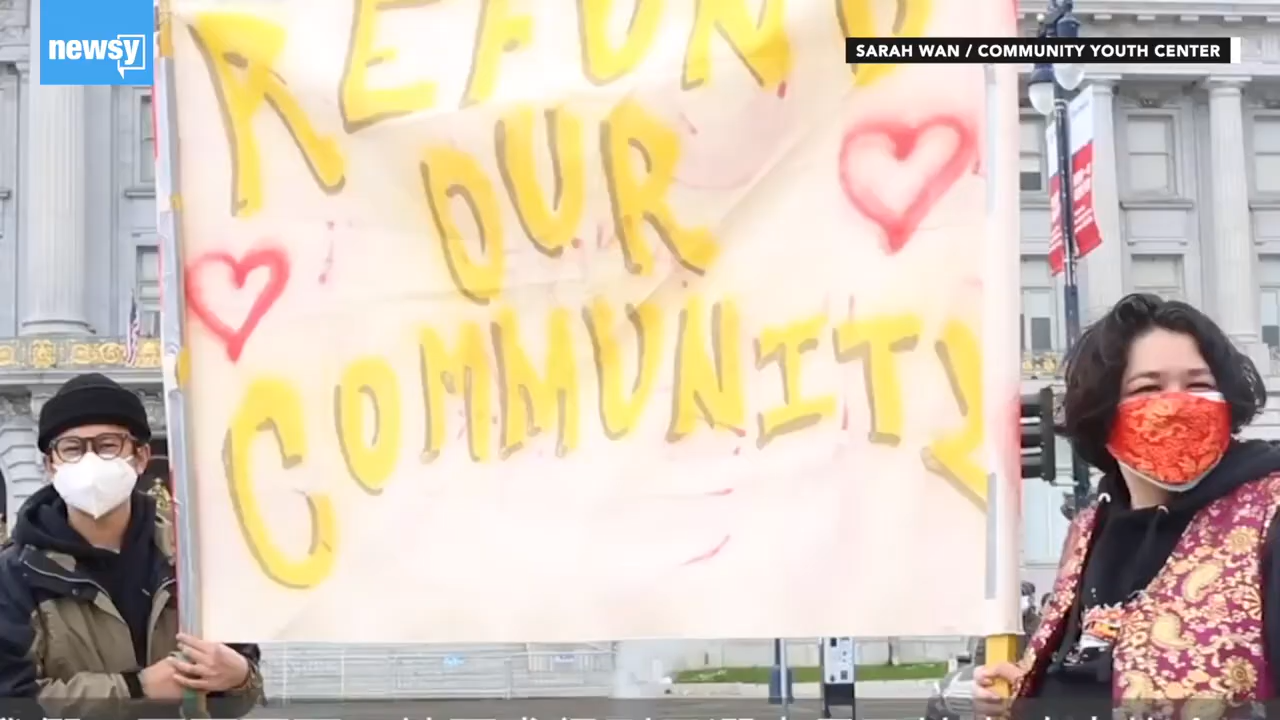 newsy
SARAH WAN / COMMUNITY YOUTH CENTER
REFUND
OUR
COMMUNITY